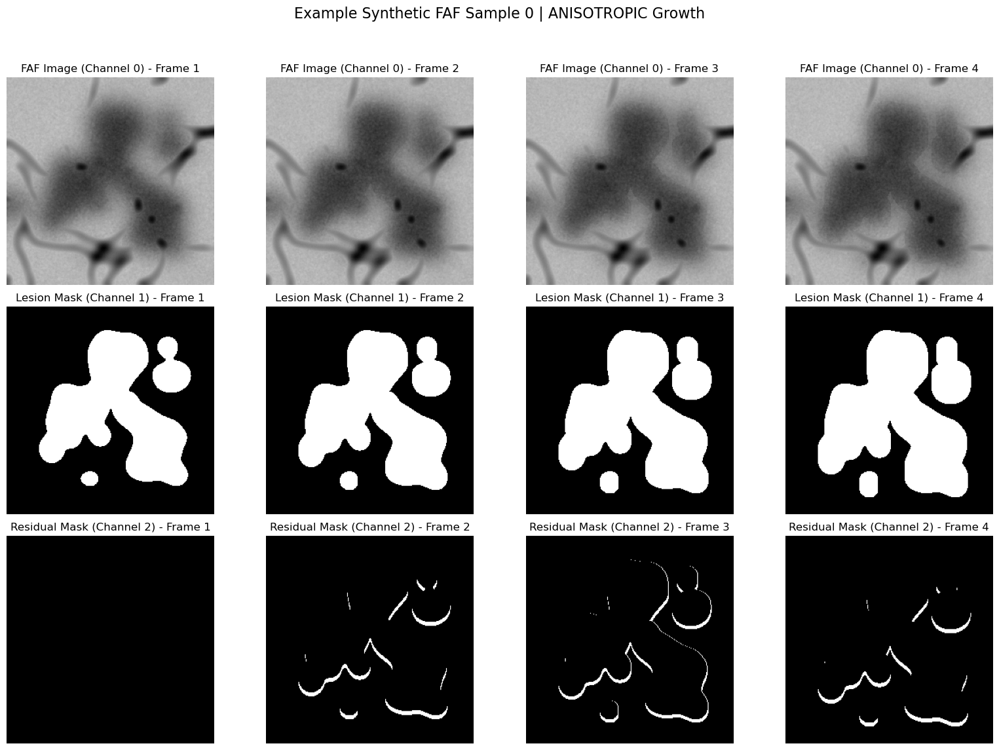 Example Synthetic FAF Sample 0 | ANISOTROPIC Growth
FAF Image (Channel 0) - Frame 1
FAF Image (Channel 0) - Frame 2
FAF Image (Channel 0) - Frame 3
FAF Image (Channel 0) - Frame 4
Lesion Mask (Channel 1) - Frame 1
Lesion Mask (Channel 1) - Frame 2
Lesion Mask (Channel 1) - Frame 3
Lesion Mask (Channel 1) - Frame 4
Residual Mask (Channel 2) - Frame 1
Residual Mask (Channel 2) - Frame 2
Residual Mask (Channel 2) - Frame 3
Residual Mask (Channel 2) - Frame 4